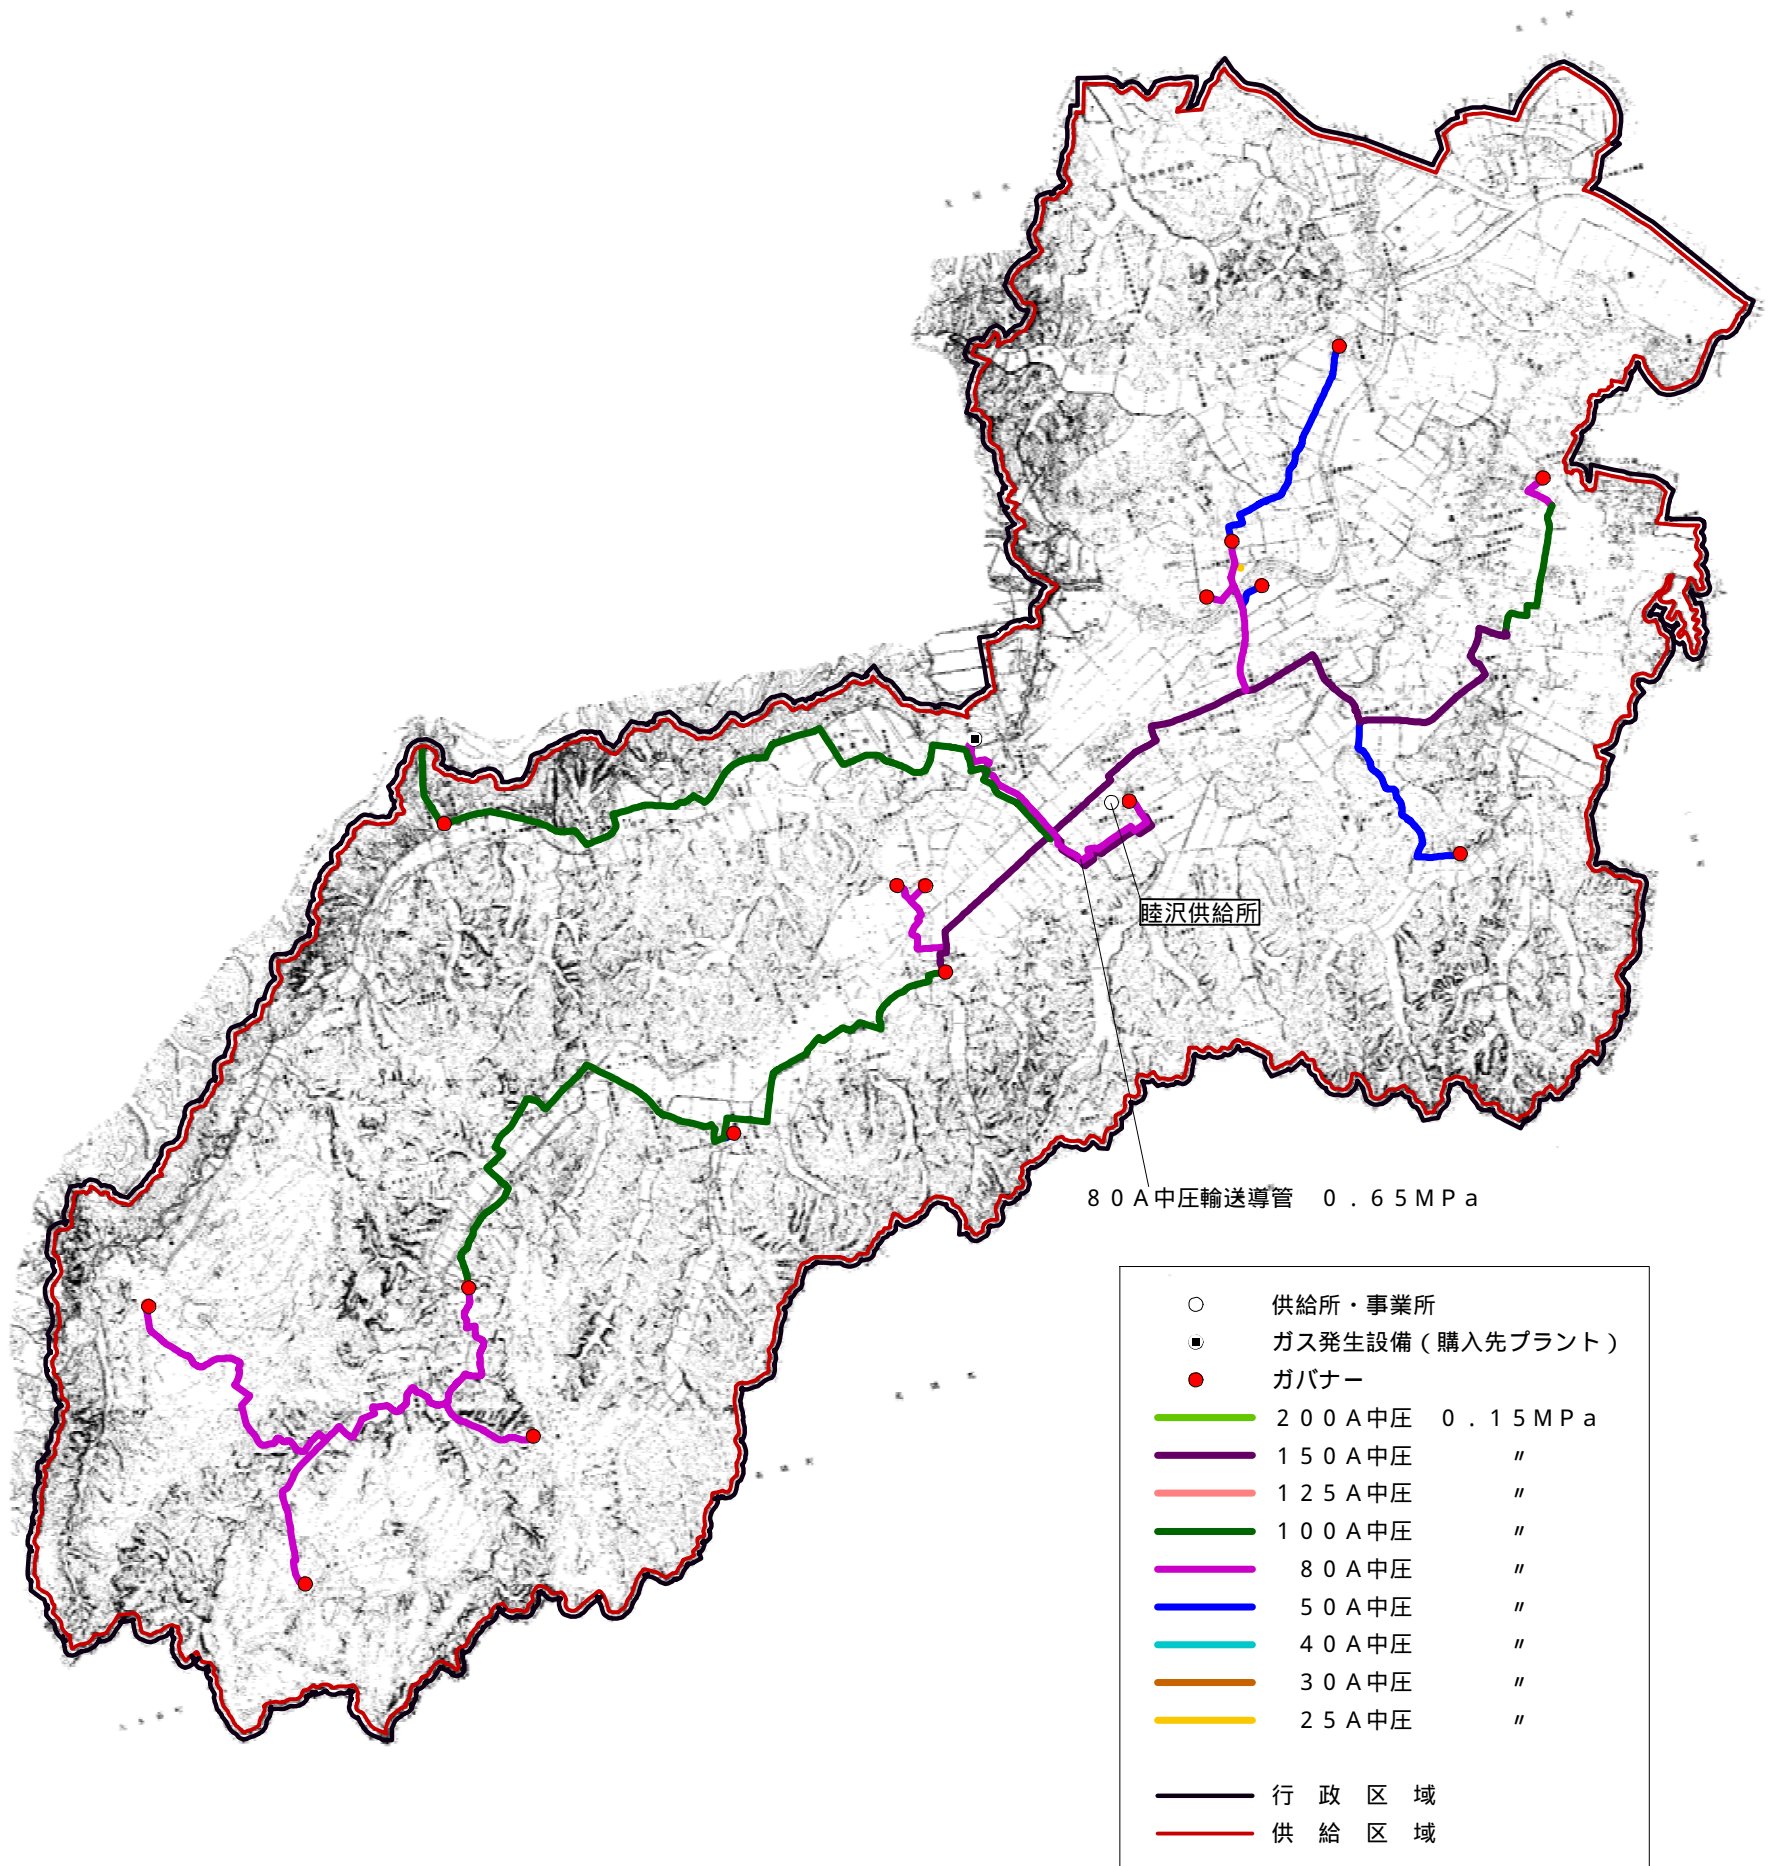 睦沢供給所
８０Ａ中圧輸送導管　０．６５ＭＰａ
供給所・事業所
ガス発生設備（購入先プラント）
ガバナー
２００Ａ中圧　０．１５ＭＰａ
１５０Ａ中圧　〃
１２５Ａ中圧　〃
１００Ａ中圧　〃
８０Ａ中圧　〃
５０Ａ中圧　〃
４０Ａ中圧　〃
３０Ａ中圧　〃
２５Ａ中圧　〃
行　政　区　域
供　給　区　域